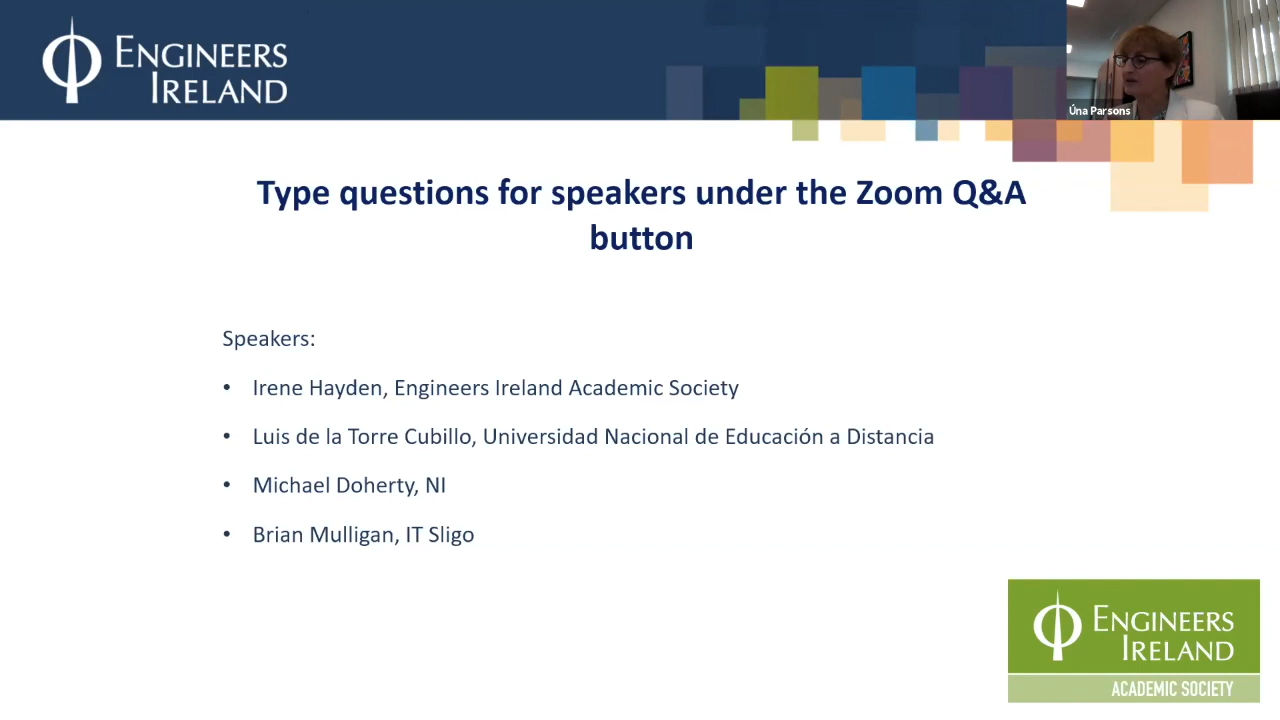 ENGINEERS
IRELAND
Úna Parsons
Type questions for speakers under the Zoom Q&A
button
Speakers:
• Irene Hayden, Engineers Ireland Academic Society
• Luis de la Torre Cubillo, Universidad Nacional de Educación a Distancia
• Michael Doherty, NI
• Brian Mulligan, IT Sligo
ENGINEERS
IRELAND
ACADEMIC SOCIETY